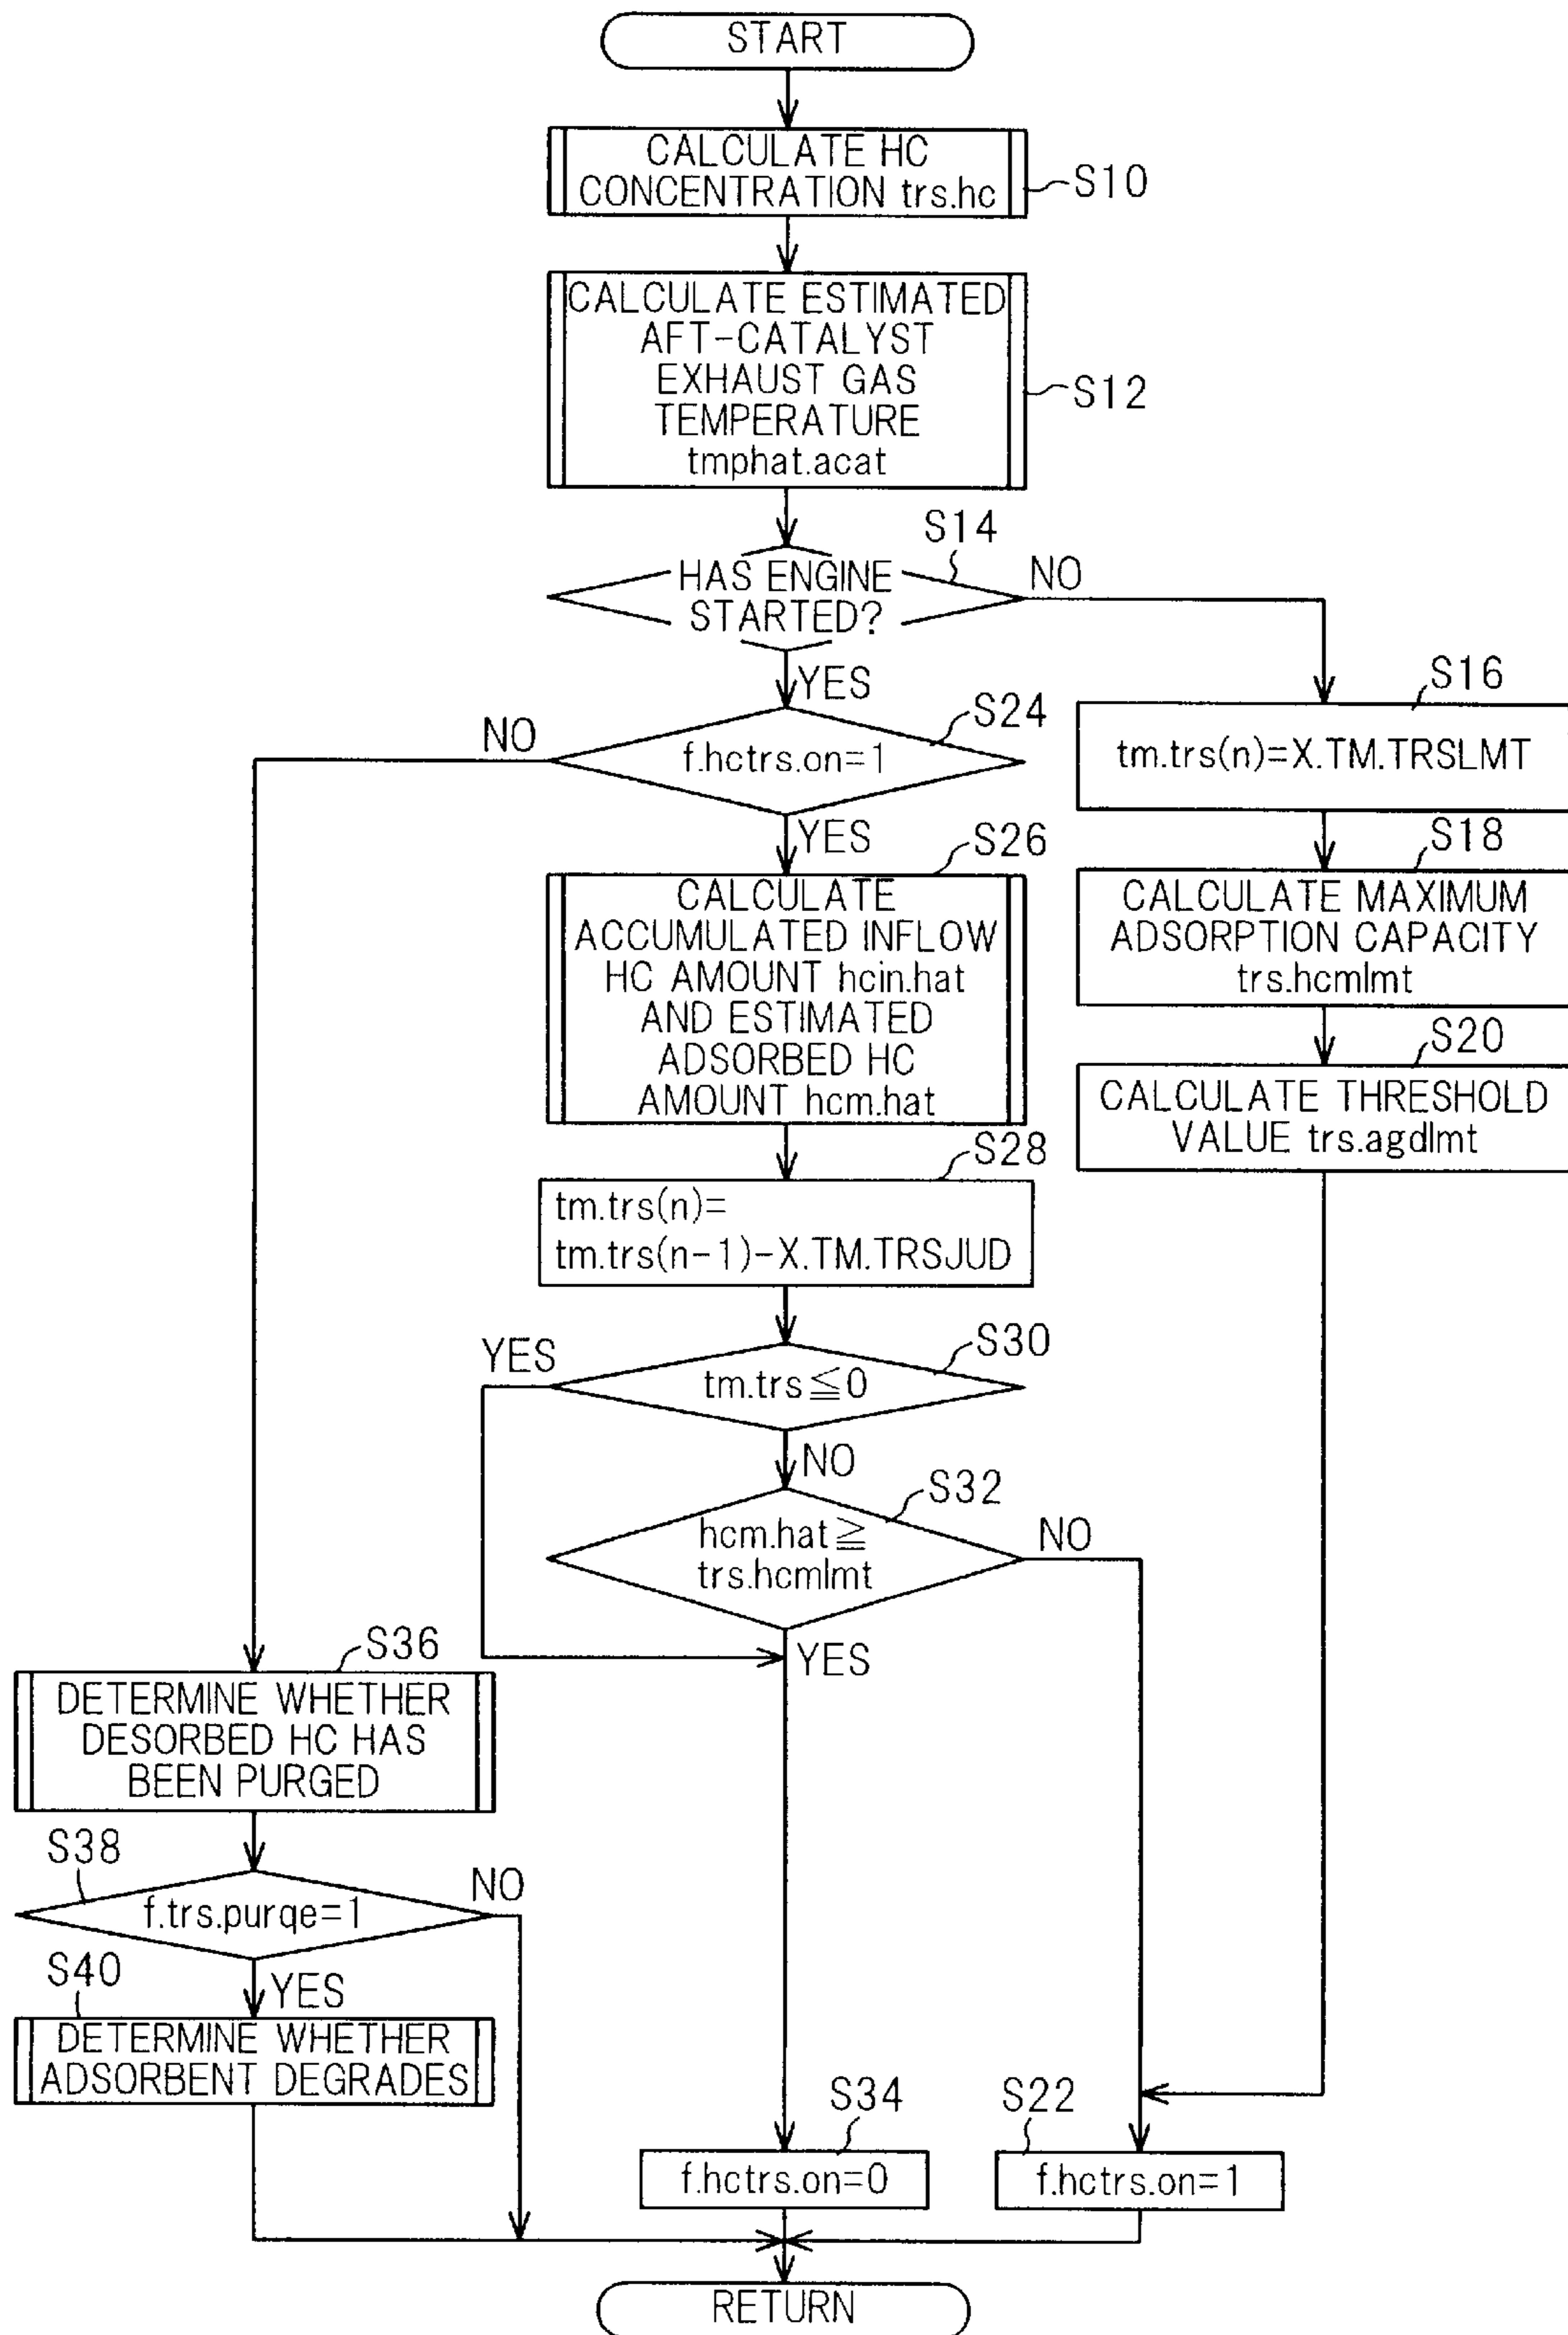 START
CALCULATE HC
CONCENTRATION trs.hc
S10
CALCULATE ESTIMATED
AFT-CATALYST
EXHAUST GAS
TEMPERATURE
tmphat.acat
S12
S14
HAS ENGINE
STARTED?
NO
YES
S16
tm.trs(n)=X.TM.TRSLMT
S24
NO
f.hctrs.on=1
YES
S18
CALCULATE MAXIMUM
ADSORPTION CAPACITY
trs.hcmlmt
S26
CALCULATE
ACCUMULATED INFLOW
HC AMOUNT hcin.hat
AND ESTIMATED
ADSORBED HC
AMOUNT hcm.hat
S20
CALCULATE THRESHOLD
VALUE trs.agdlmt
S28
tm.trs(n)=
tm.trs(n-1)-X.TM.TRSJUD
S30
YES
tm.trs≦0
NO
S32
hcm.hat≧
trs.hcmlmt
NO
YES
S36
DETERMINE WHETHER
DESORBED HC HAS
BEEN PURGED
S38
f.trs.purqe=1
NO
YES
S40
DETERMINE WHETHER
ADSORBENT DEGRADES
S34
f.hctrs.on=0
S22
f.hctrs.on=1
RETURN